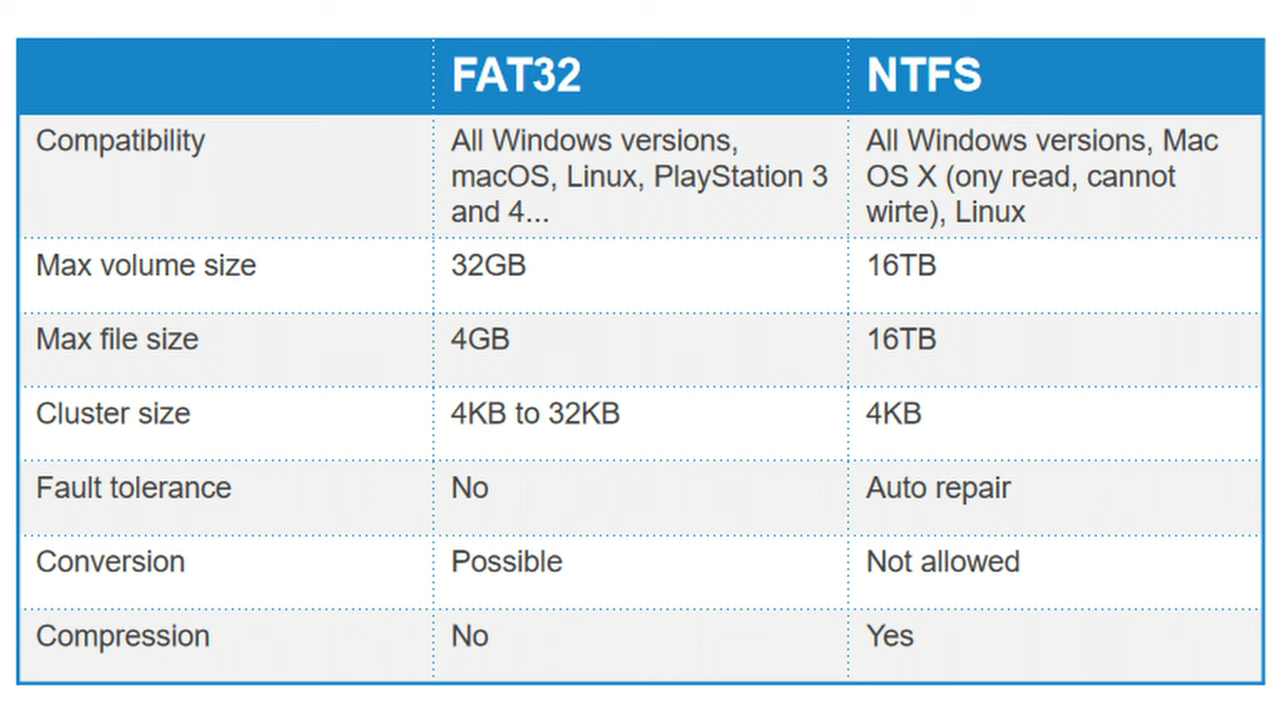 FAT32 NTFS
Compatibility All Windows versions, All Windows versions, Mac
macOS, Linux, PlayStation 3 OS X (ony read, cannot
and 4... wirte), Linux
Max volume size 32GB 16TB
Max file size 4GB 16TB
Cluster size 4KB to 32KB 4KB
Fault tolerance No Auto repair
Conversion Possible Not allowed
Compression No Yes